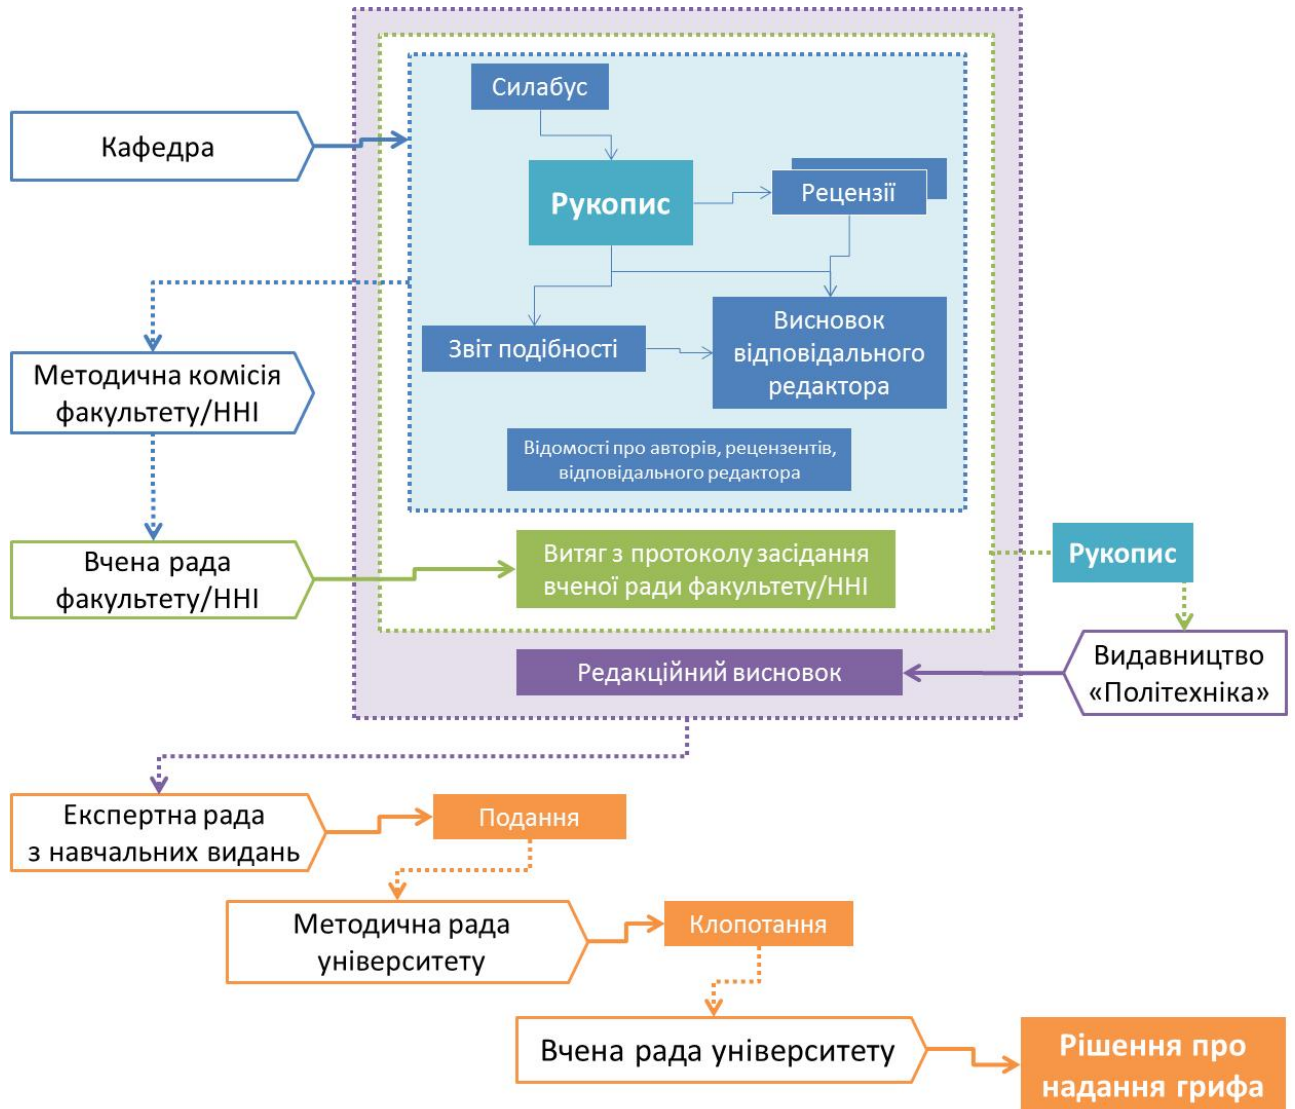 Силабус
Кафедра
Рукопис
Рецензії
Звіт подібності
Висновок
відповідального
редактора
Методична комісія
факультету/ННІ
Відомості про авторів, рецензентів,
відповідального редактора
Вчена рада
факультету/ННІ
Витяг з протоколу засідання
вченої ради факультету/ННІ
Рукопис
Редакційний висновок
Видавництво
«Політехніка»
Експертна рада
з навчальних видань
Подання
Методична рада
університету
Клопотання
Вчена рада університету
Рішення про
надання грифа